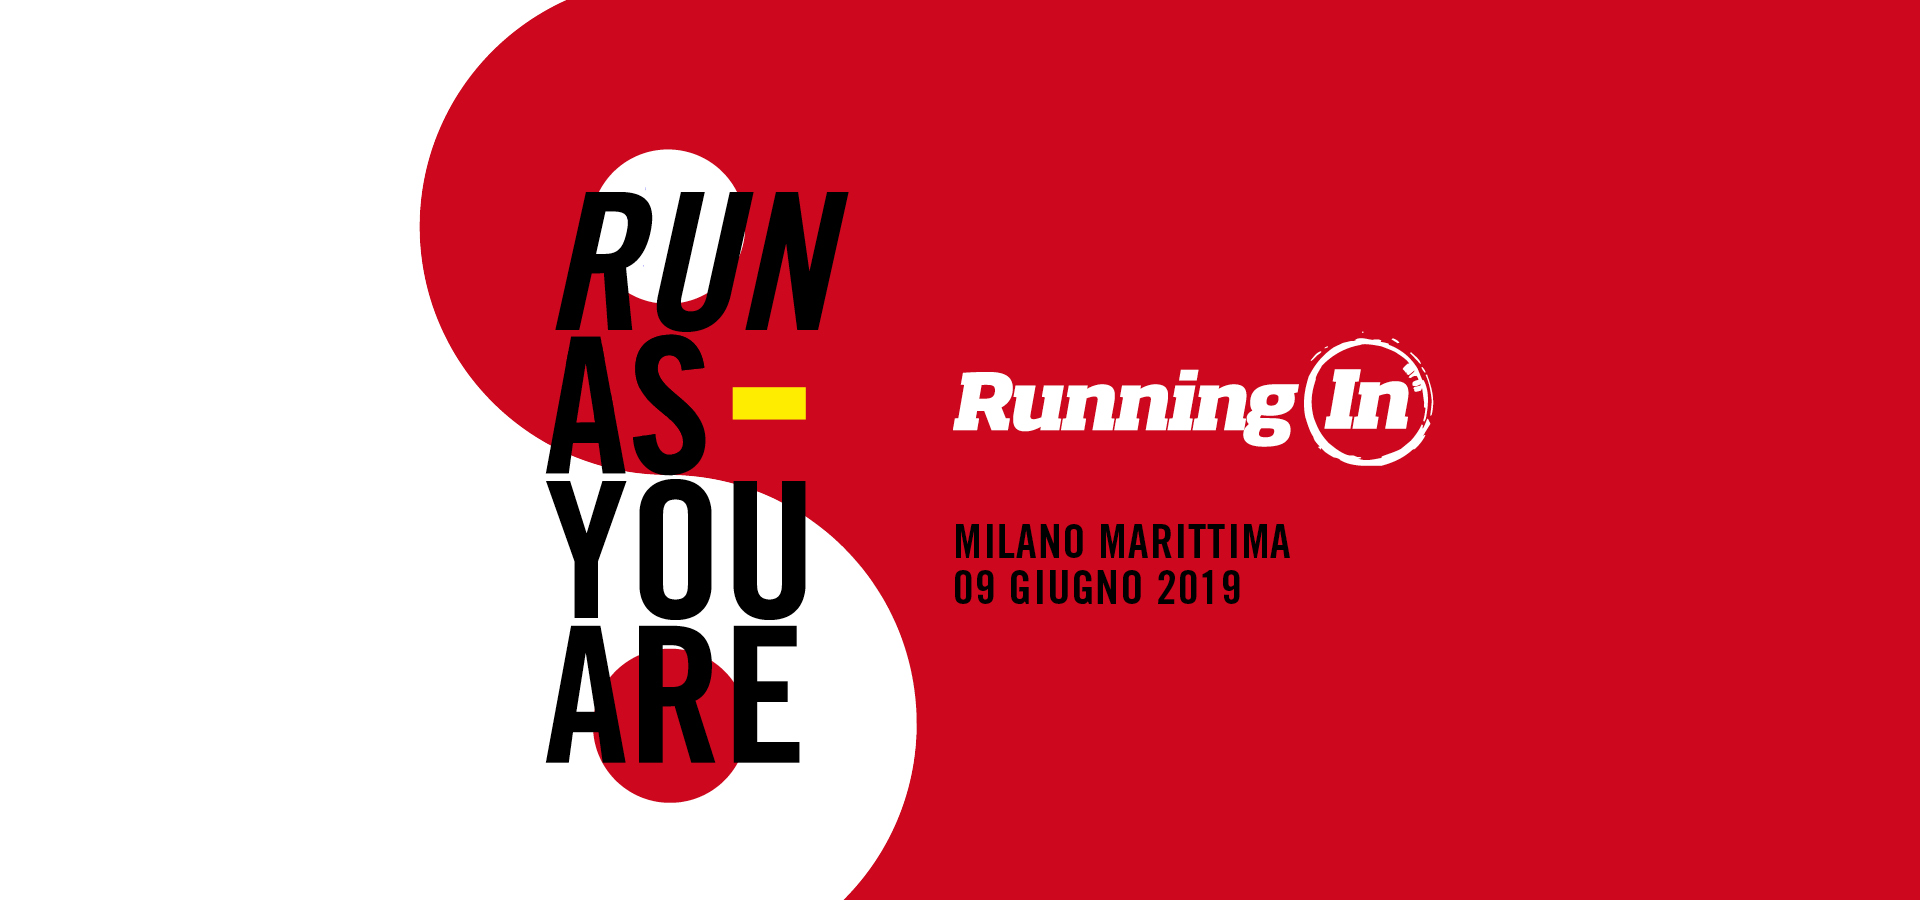 RUN
AS
YOU
ARE
Running In
MILANO MARITTIMA
09 GIUGNO 2019